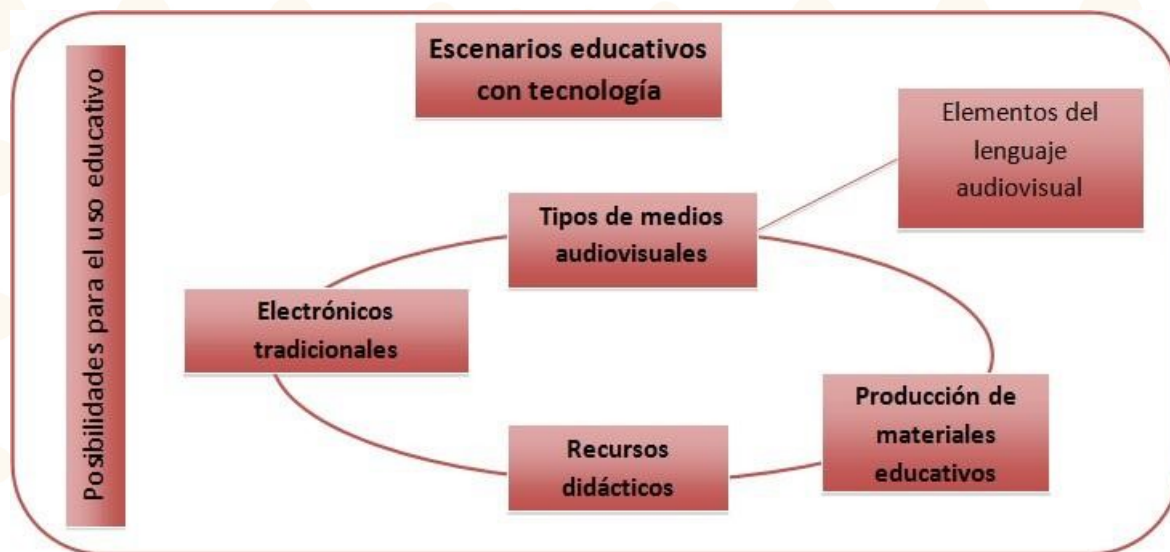 Posibilidades para el uso educativo
Escenarios educativos
con tecnología
Elementos del
lenguaje
audiovisual
Tipos de medios
audiovisuales
Electrónicos
tradicionales
Producción de
materiales
educativos
Recursos
didácticos